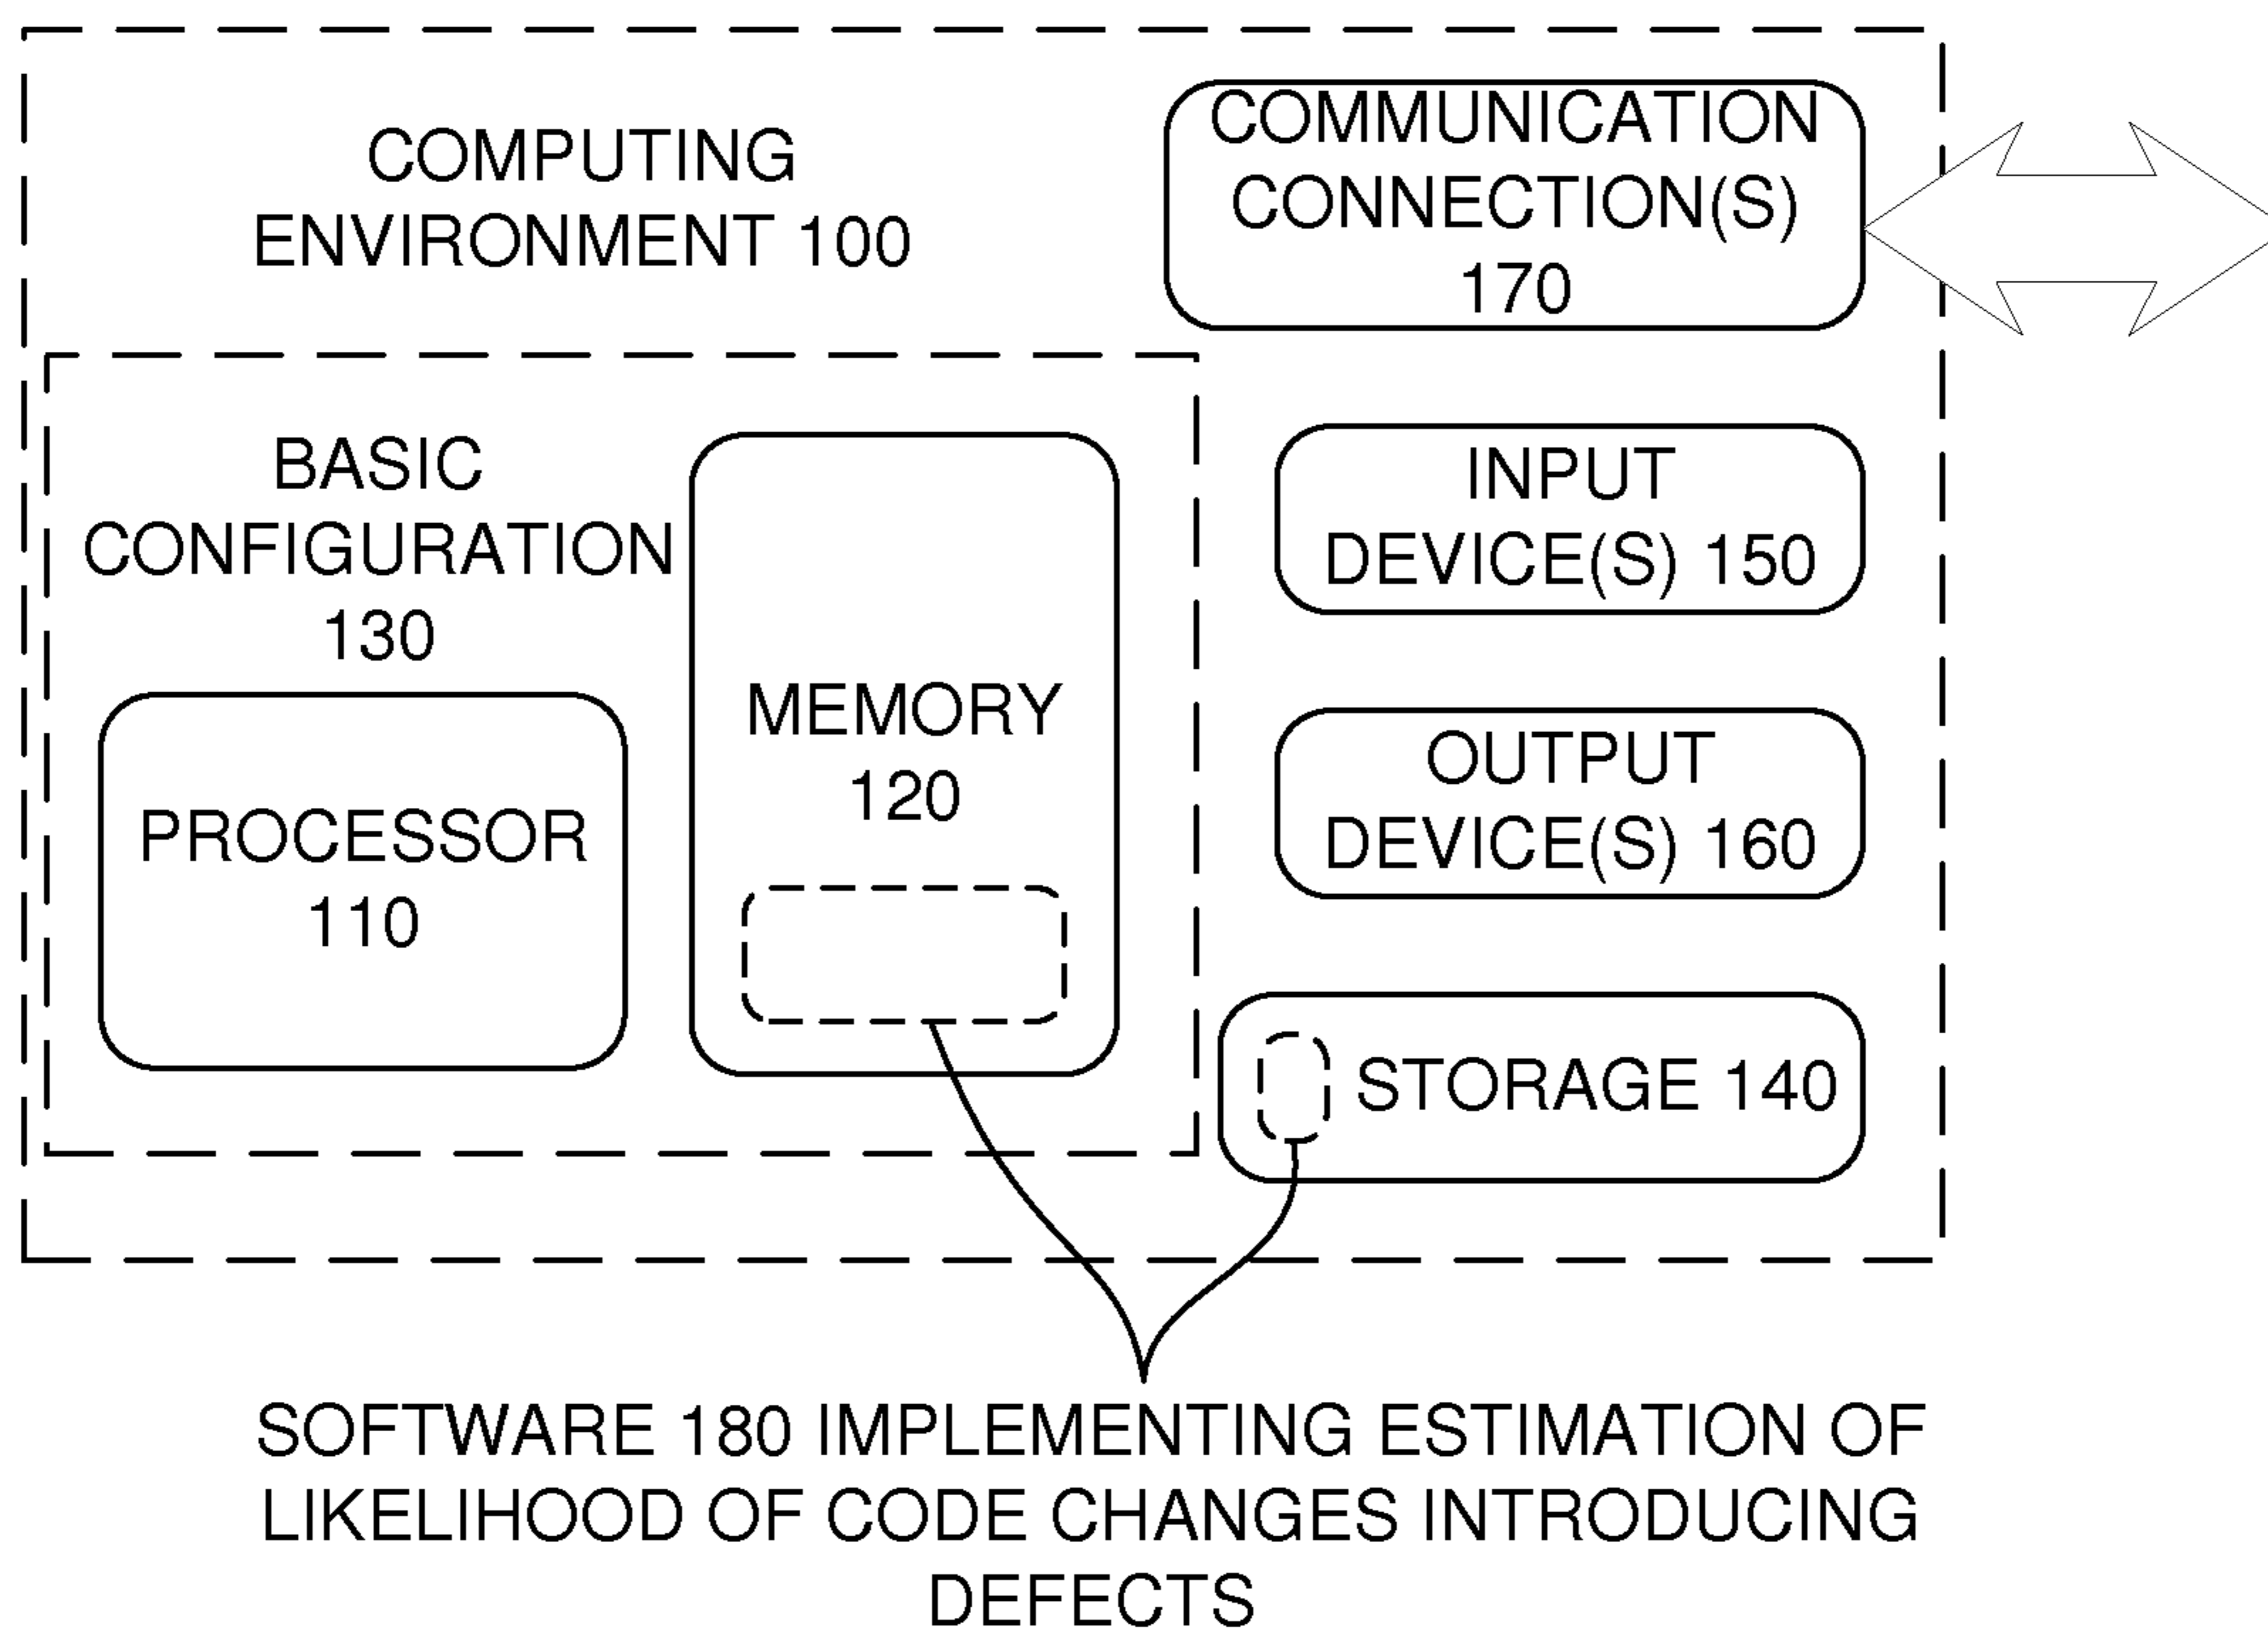 COMPUTING
ENVIRONMENT 100
COMMUNICATION
CONNECTION(S)
170
BASIC
CONFIGURATION
130
PROCESSOR
110
MEMORY
120
INPUT
DEVICE(S) 150
OUTPUT
DEVICE(S) 160
STORAGE 140
SOFTWARE 180 IMPLEMENTING ESTIMATION OF
LIKELIHOOD OF CODE CHANGES INTRODUCING
DEFECTS